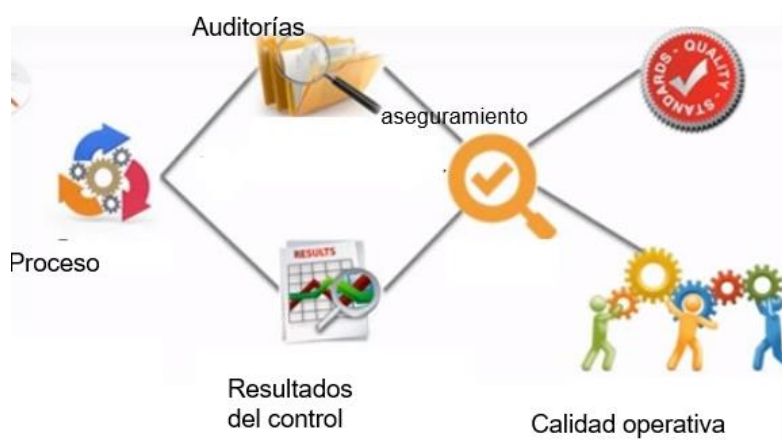 Auditorías
QUALITY - STANDARDS -
aseguramiento
Proceso
RESULTS
Resultados
del control
Calidad operativa